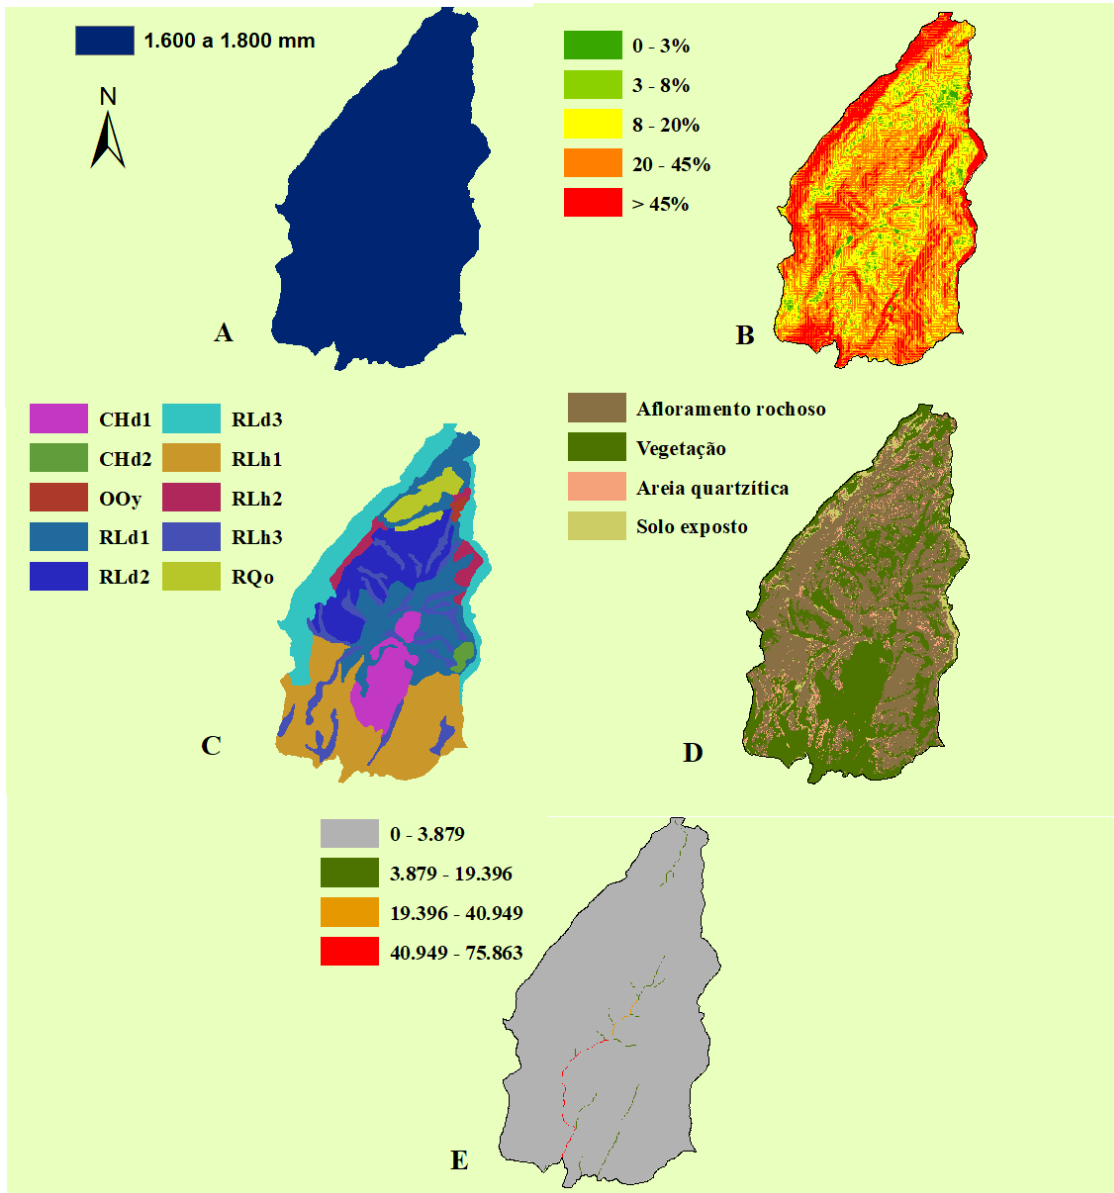 1.600 a 1.800 mm
N
A
0 - 3%
3 - 8%
8 - 20%
20 - 45%
> 45%
B
CHd1
CHd2
OOy
RLd1
RLd2
RLd3
RLh1
RLh2
RLh3
RQo
C
Afloramento rochoso
Vegetação
Areia quartzítica
Solo exposto
D
0 - 3.879
3.879 - 19.396
19.396 - 40.949
40.949 - 75.863
E